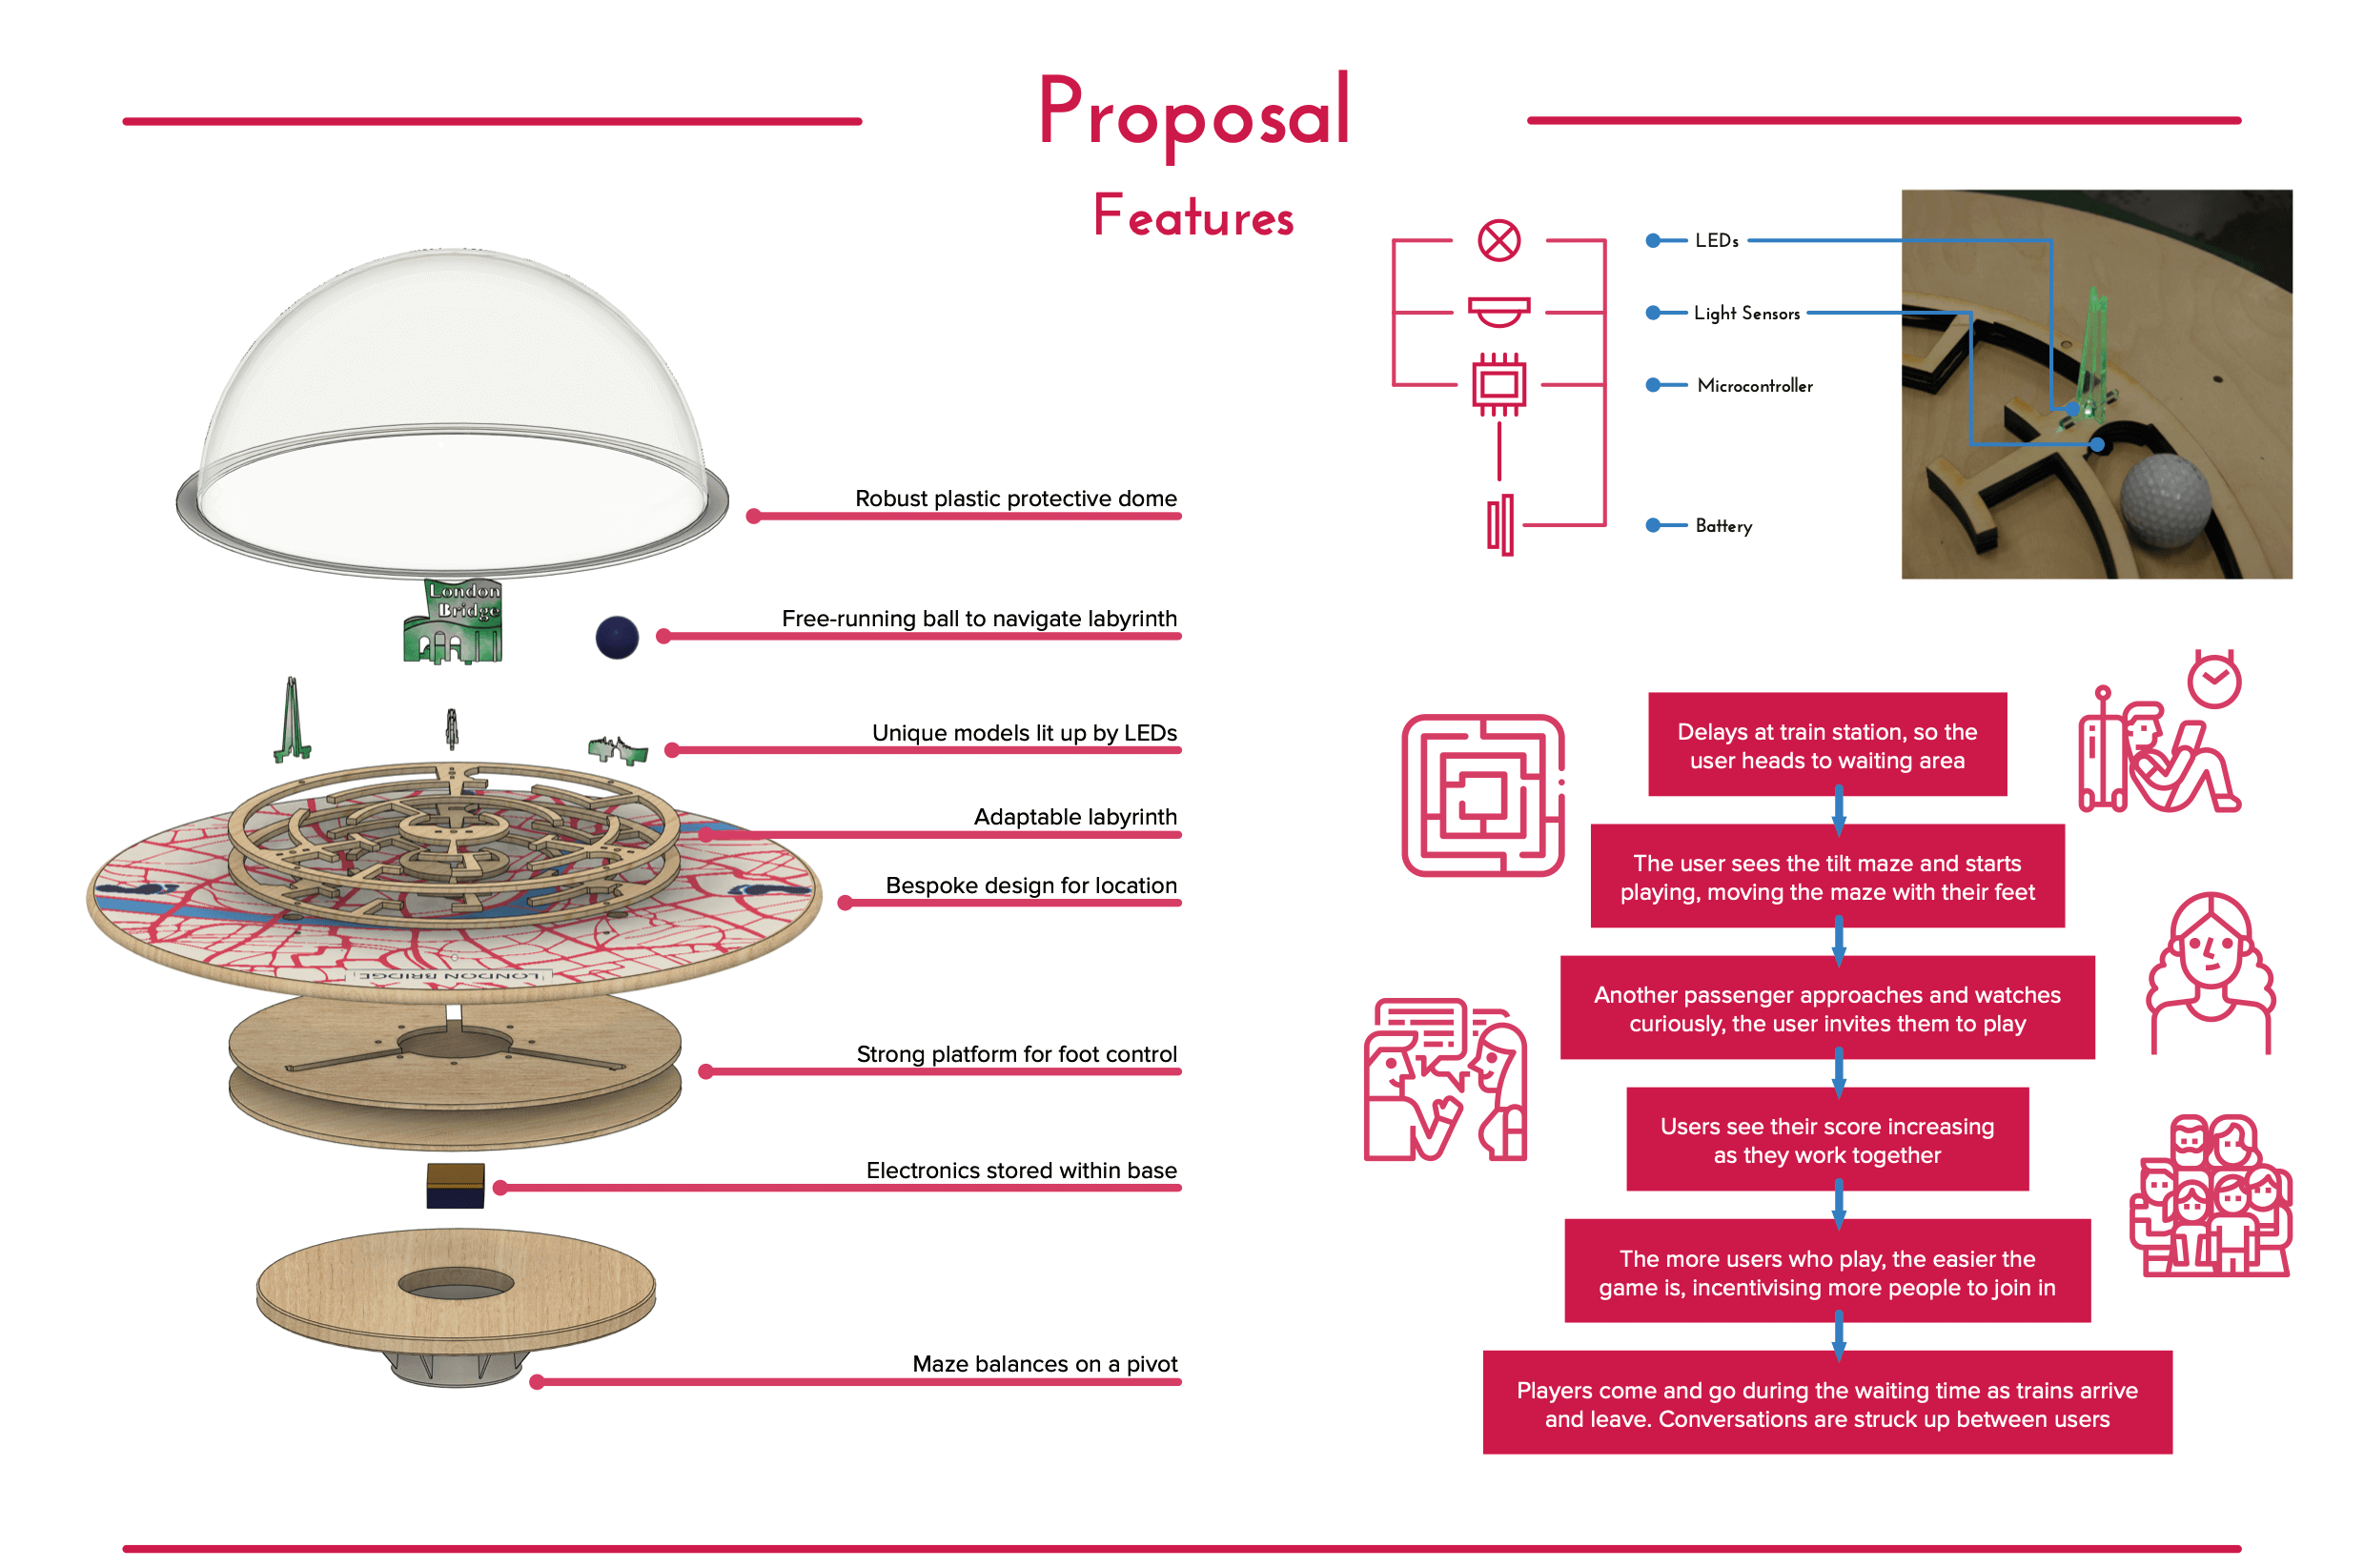 Proposal
Features
Robust plastic protective dome
London
Bridge
Free-running ball to navigate labyrinth
Unique models lit up by LEDs
Adaptable labyrinth
Bespoke design for location
LONDON BRIDGE
Strong platform for foot control
Electronics stored within base
Maze balances on a pivot
LEDs
Light Sensors
Microcontroller
Battery
Delays at train station, so the
user heads to waiting area
The user sees the tilt maze and starts
playing, moving the maze with their feet
Another passenger approaches and watches
curiously, the user invites them to play
Users see their score increasing
as they work together
The more users who play, the easier the
game is, incentivising more people to join in
Players come and go during the waiting time as trains arrive
and leave. Conversations are struck up between users